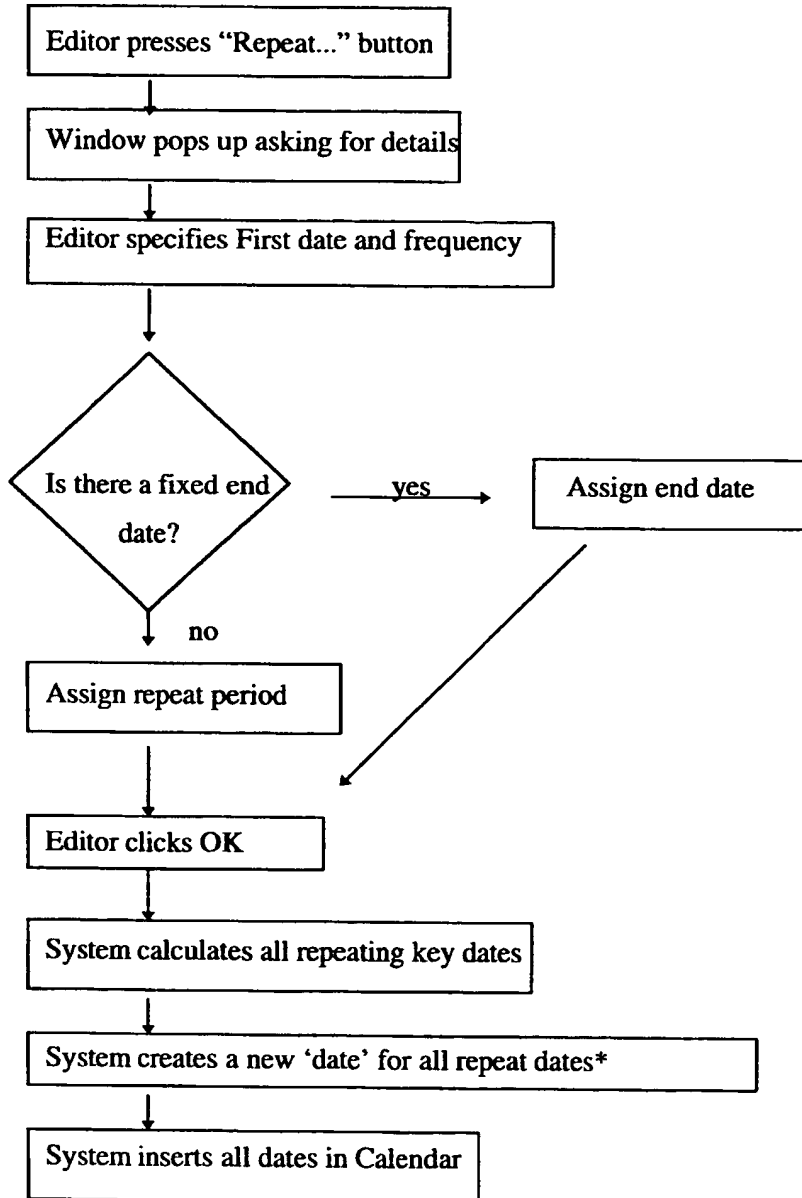 Editor presses “Repeat...” button
Window pops up asking for details
Editor specifies First date and frequency
Is there a fixed end
date?
yes
Assign end date
no
Assign repeat period
Editor clicks OK
System calculates all repeating key dates
System creates a new ‘date’ for all repeat dates*
System inserts all dates in Calendar